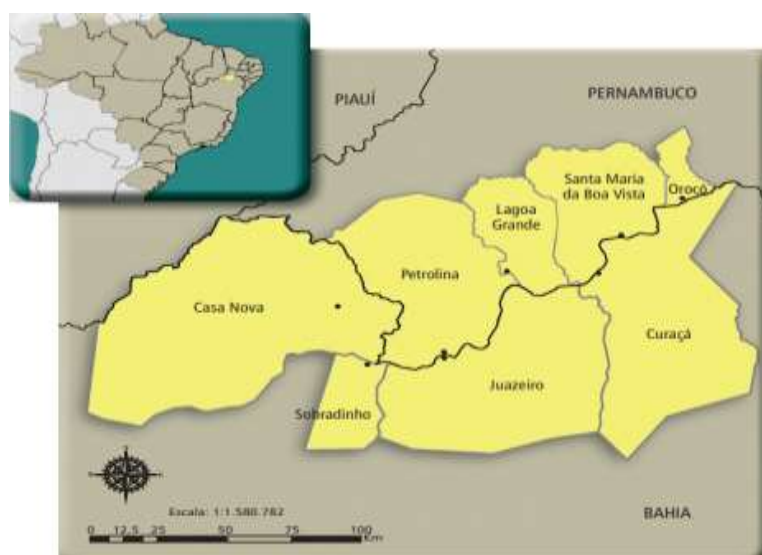 PIAUÍ
PERNAMBUCO
Santa Maria
da Boa Vista
Orocó
Lagoa
Grande
Petrolina
Casa Nova
Curaçá
Juazeiro
Sobradinho
Escala: 1:1.580.782
BAHIA
0 12,5 25 50 75 100
Km